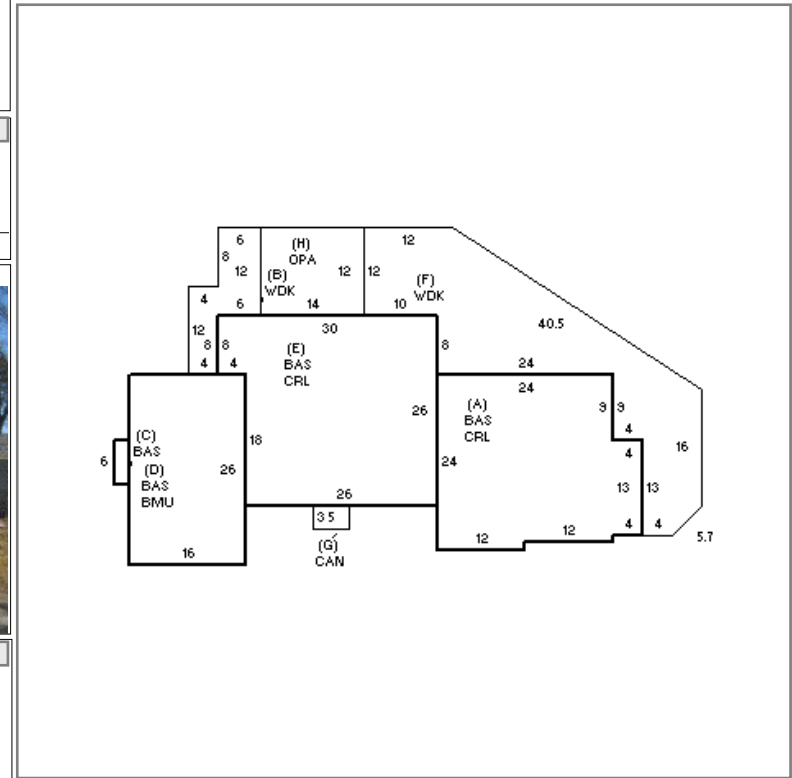 6 (H) 12
8 OPA
12 (B) 12 12 (F)
WDK WDK
4 6 14 10
12 30 40.5
8 8 (E) 8
4 4 BAS 24
CRL 24
26 (A) 9 9
BAS 4
(C) 18 CRL 4 16
6 BAS 26 24
(D) 13 13
BAS
BMU 26
3 5 4 4
16 (G) 12 12 5.7
CAN